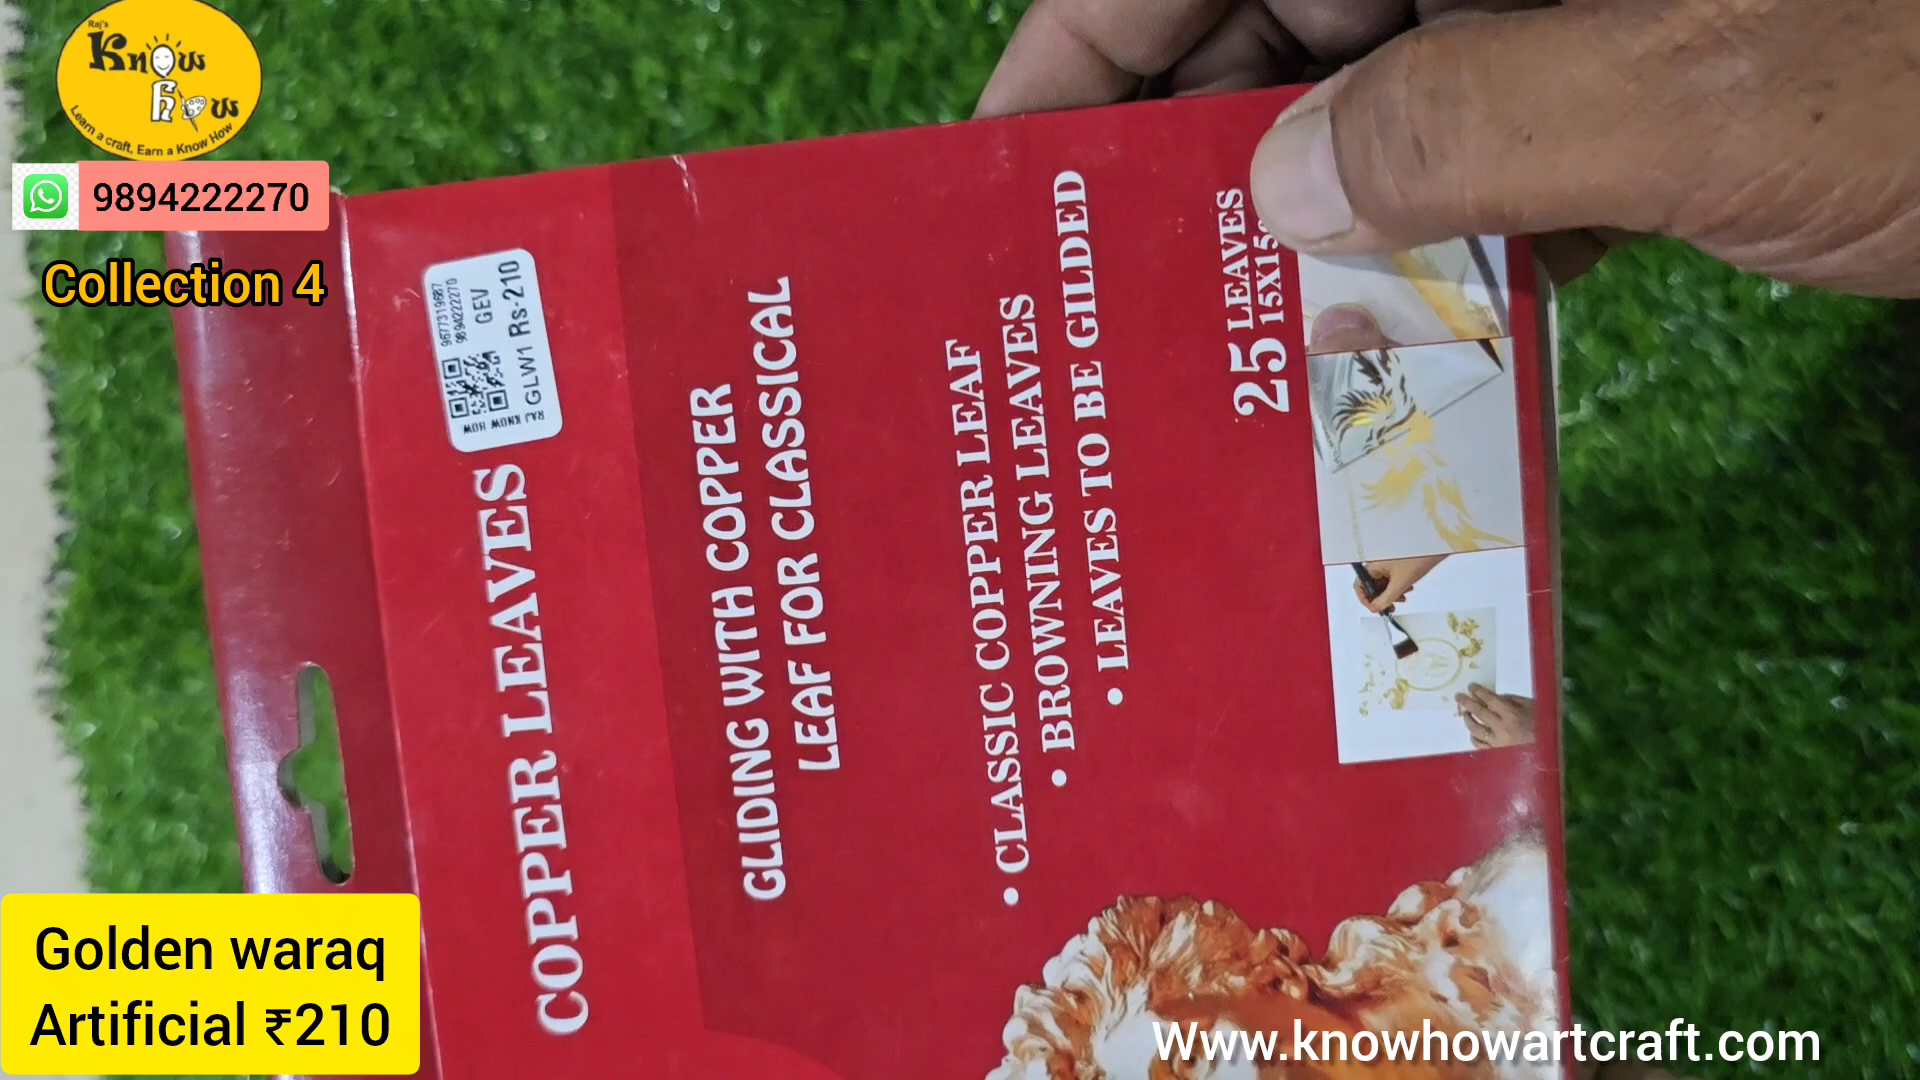 Raj's
Know
How
Learn a craft, Earn a Know How
9894222270
Collection 4
9677319687
9894222270
GEV
GLW1 Rs-210
RAJ KNOW HOW
COPPER LEAVES
GLIDING WITH COPPER
LEAF FOR CLASSICAL
• CLASSIC COPPER LEAF
• BROWNING LEAVES
• LEAVES TO BE GILDED
25 LEAVES
15X15
Golden waraq
Artificial ₹210
Www.knowhowartcraft.com